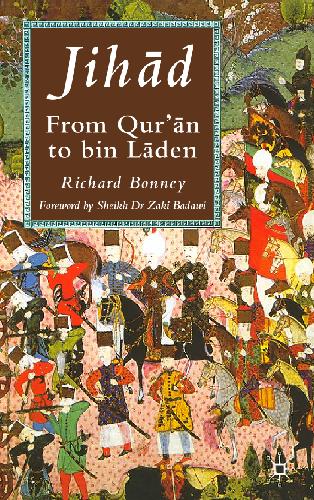 Jihād
From Qur'ān
to bin Lāden
Richard Bonney
Foreword by Sheikh Dr Zaki Badawi